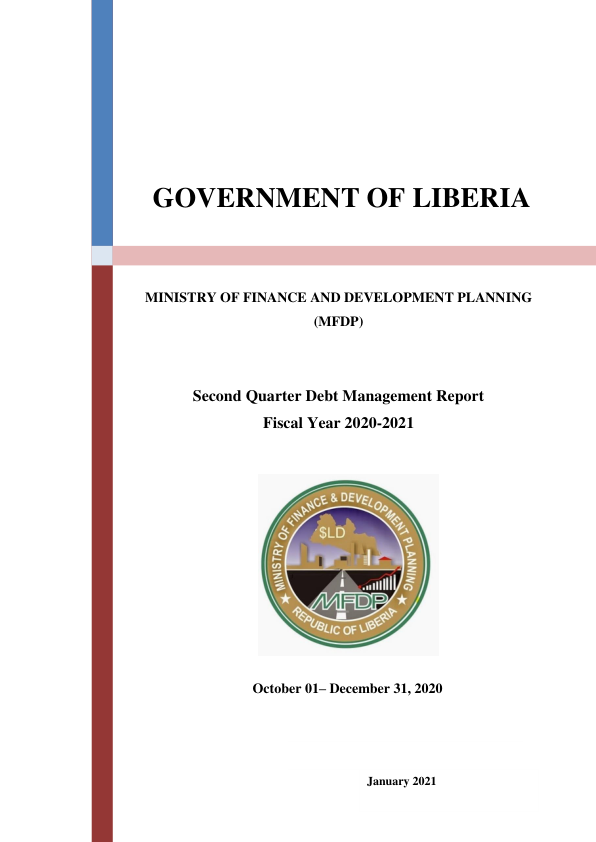 GOVERNMENT OF LIBERIA
MINISTRY OF FINANCE AND DEVELOPMENT PLANNING
(MFDP)
Second Quarter Debt Management Report
Fiscal Year 2020-2021
MINISTRY OF FINANCE & DEVELOPMENT PLANNING
$LD
MFDP
REPUBLIC OF LIBERIA
October 01– December 31, 2020
January 2021